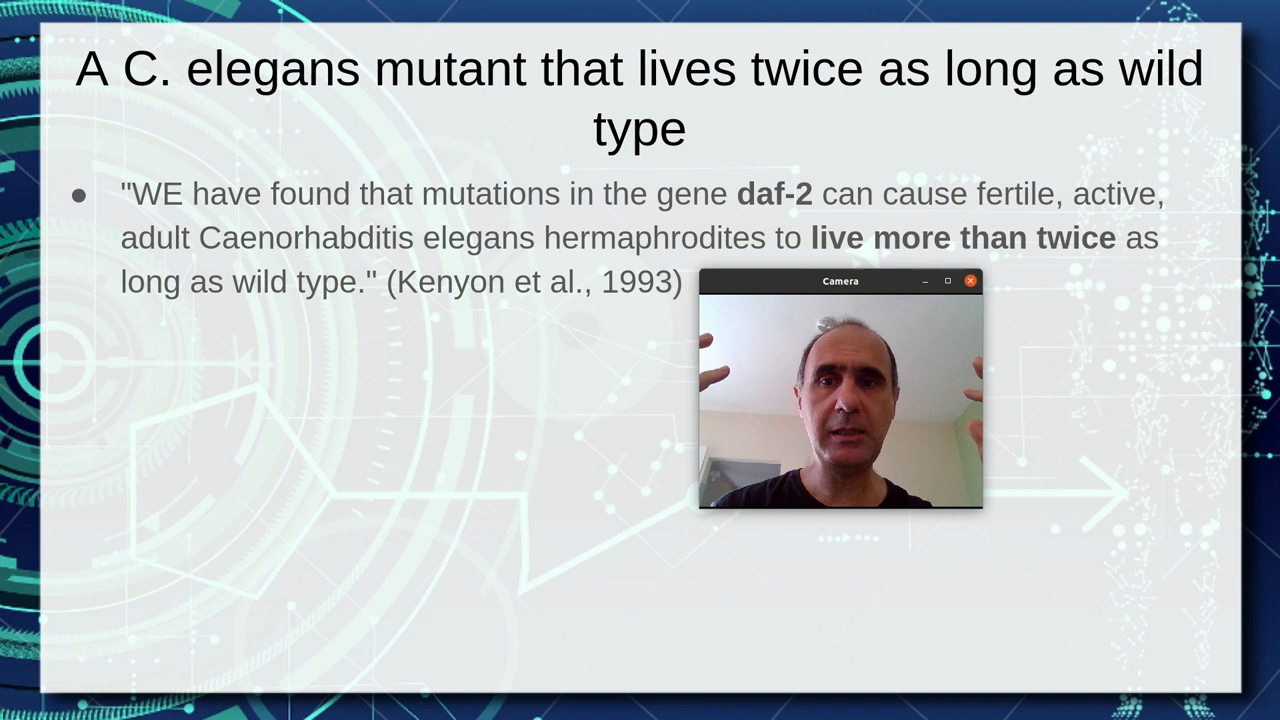 A C. elegans mutant that lives twice as long as wild
type
● "WE have found that mutations in the gene daf-2 can cause fertile, active,
adult Caenorhabditis elegans hermaphrodites to live more than twice as
long as wild type." (Kenyon et al., 1993)
Camera